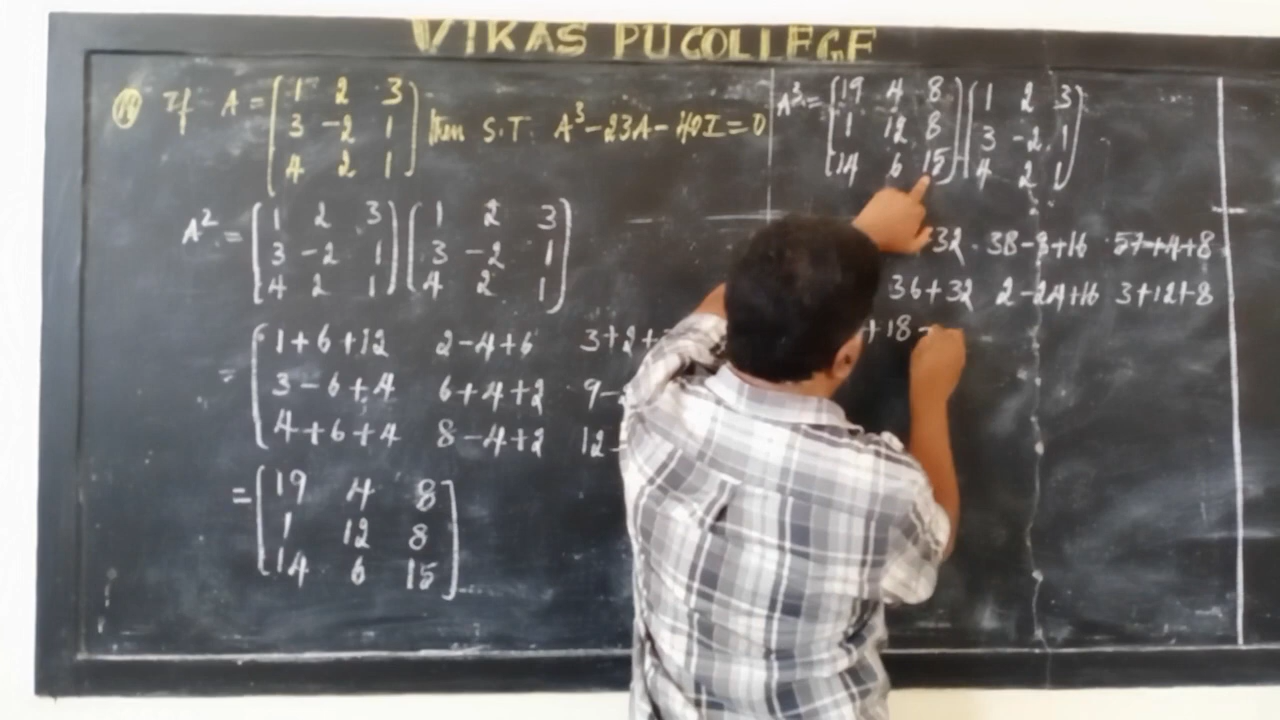 VIKAS PU COLLEGE
If A = [1 2 3
3 -2 1
4 2 1] then S.T. A³-23A-40I=0
A² = [1 2 3
3 -2 1
4 2 1] [1 2 3
3 -2 1
4 2 1]
= [1+6+12 2-4+6 3+2+
3-6+4 6+4+2 9-
4+6+4 8-4+2 12
= [19 4 8
1 12 8
14 6 15]
A³ = [19 4 8
1 12 8
14 6 15] [1 2 3
3 -2 1
4 2 1]
+32 38-8+16 57+4+8
36+32 2-24+16 3+12+8
+18+